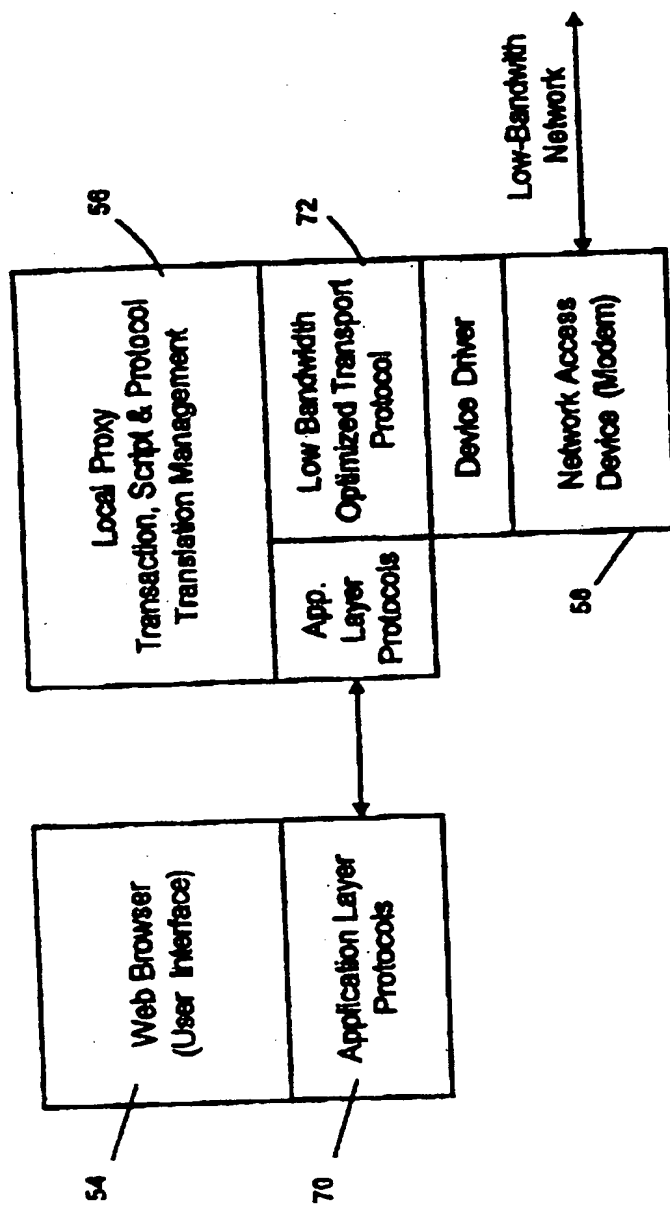 54
Web Browser
(User Interface)
70
Application Layer
Protocols
56
Local Proxy
Transaction, Script & Protocol
Translation Management
App.
Layer
Protocols
72
Low Bandwidth
Optimized Transport
Protocol
Device Driver
58
Network Access
Device (Modem)
Low-Bandwith
Network